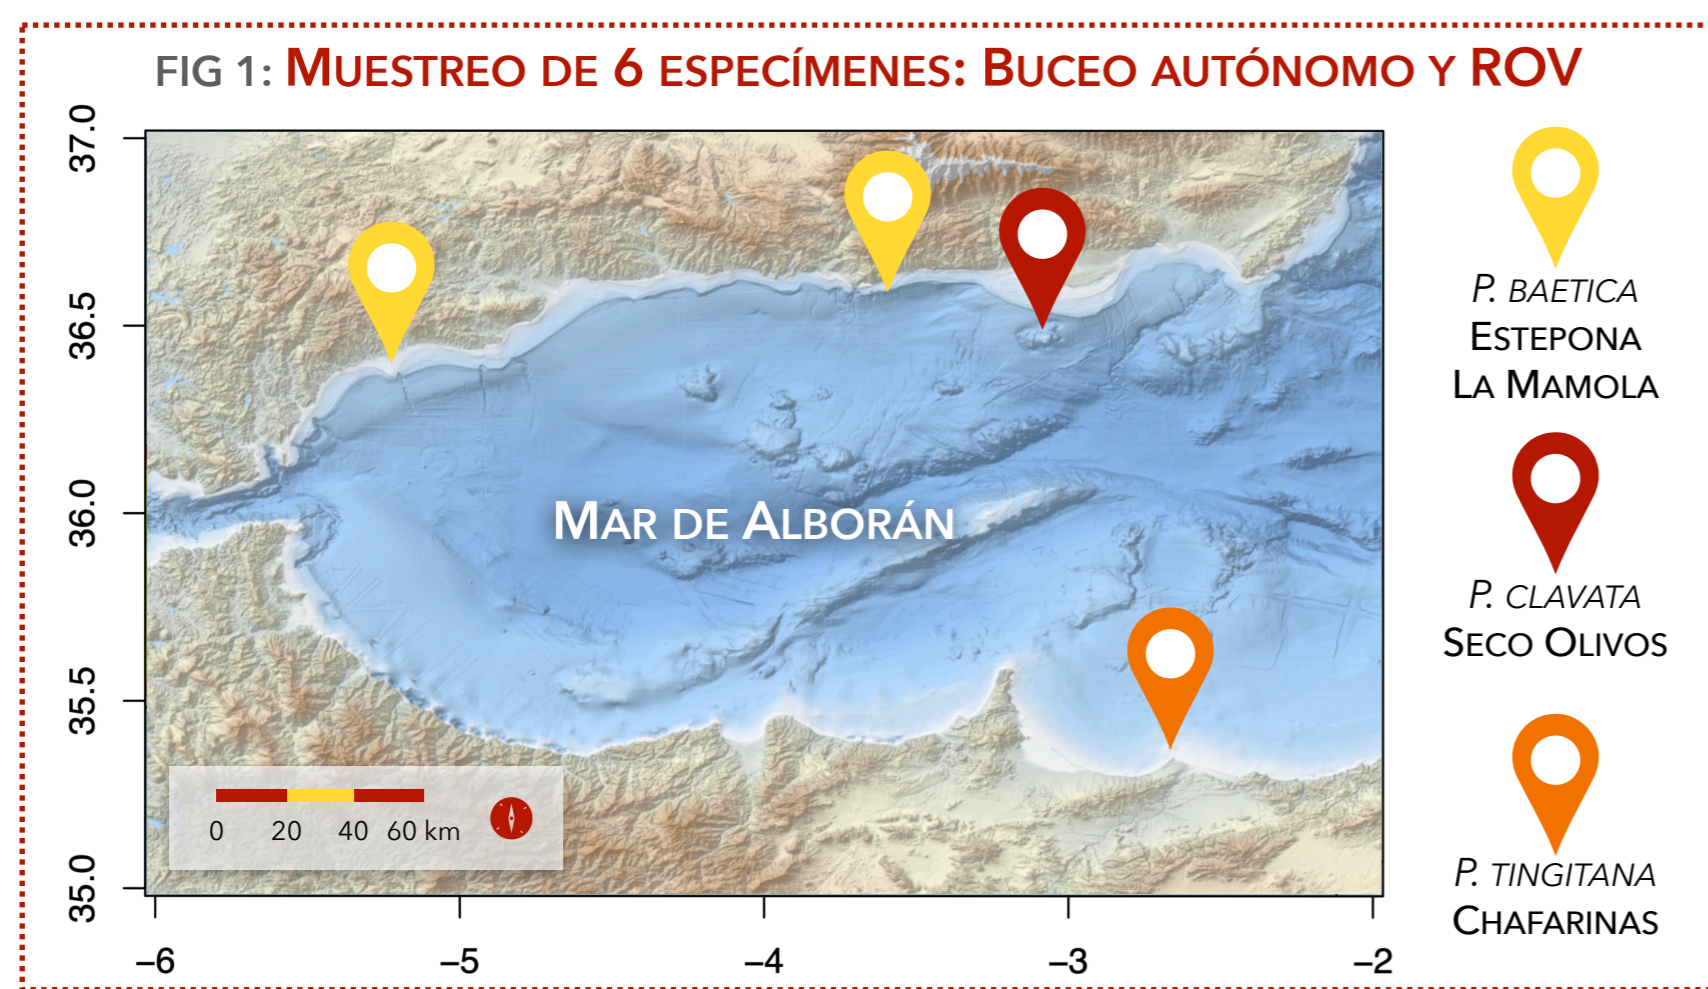 FIG 1: MUESTREO DE 6 ESPECÍMENES: BUCEO AUTÓNOMO Y ROV
37.0
36.5
36.0
35.5
35.0
MAR DE ALBORÁN
0 20 40 60 km
–6 –5 –4 –3 –2
P. BAETICA
ESTEPONA
LA MAMOLA
P. CLAVATA
SECO OLIVOS
P. TINGITANA
CHAFARINAS